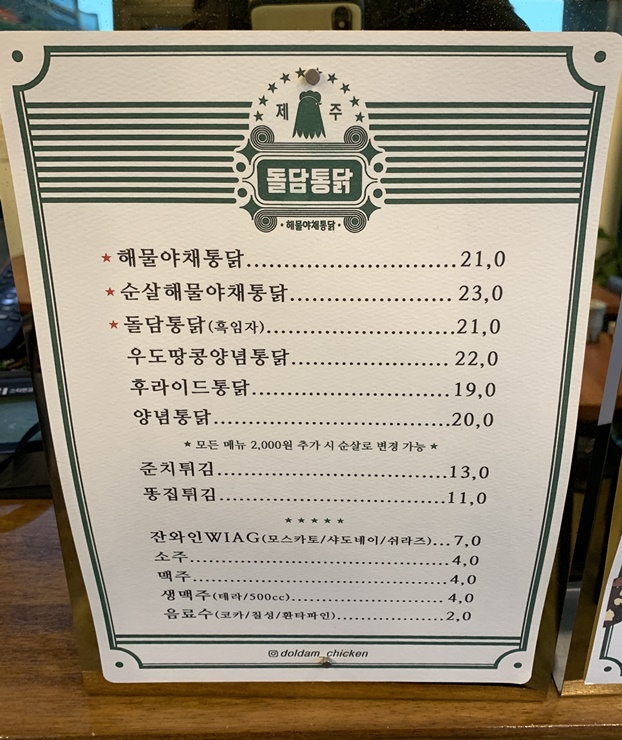 제 주
돌담통닭
·해물야채통닭·
★ 해물야채통닭........................21,0
★ 순살해물야채통닭...................23,0
★ 돌담통닭(흑임자)......................21,0
우도땅콩양념통닭...................22,0
후라이드통닭........................19,0
양념통닭............................20,0
★ 모든 메뉴 2,000원 추가 시 순살로 변경 가능 ★
준치튀김............................13,0
똥집튀김............................11,0
★ ★ ★ ★ ★
잔와인WIAG(모스카토/샤도네이/쉬라즈)...7,0
소주................................4,0
맥주................................4,0
생맥주(테라/500cc)........................4,0
음료수(코카/칠성/환타파인)..................2,0
doldam_chicken